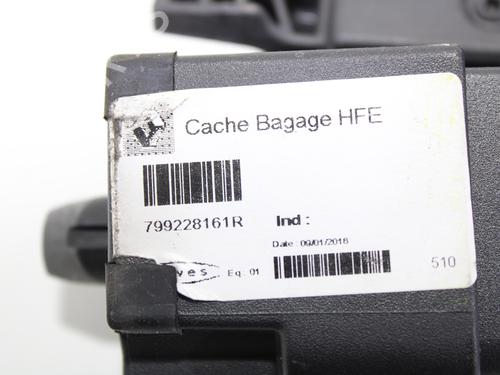 Cache Bagage HFE
799228161R
Ind :
Date: 09/01/2016
Eq. 01
510